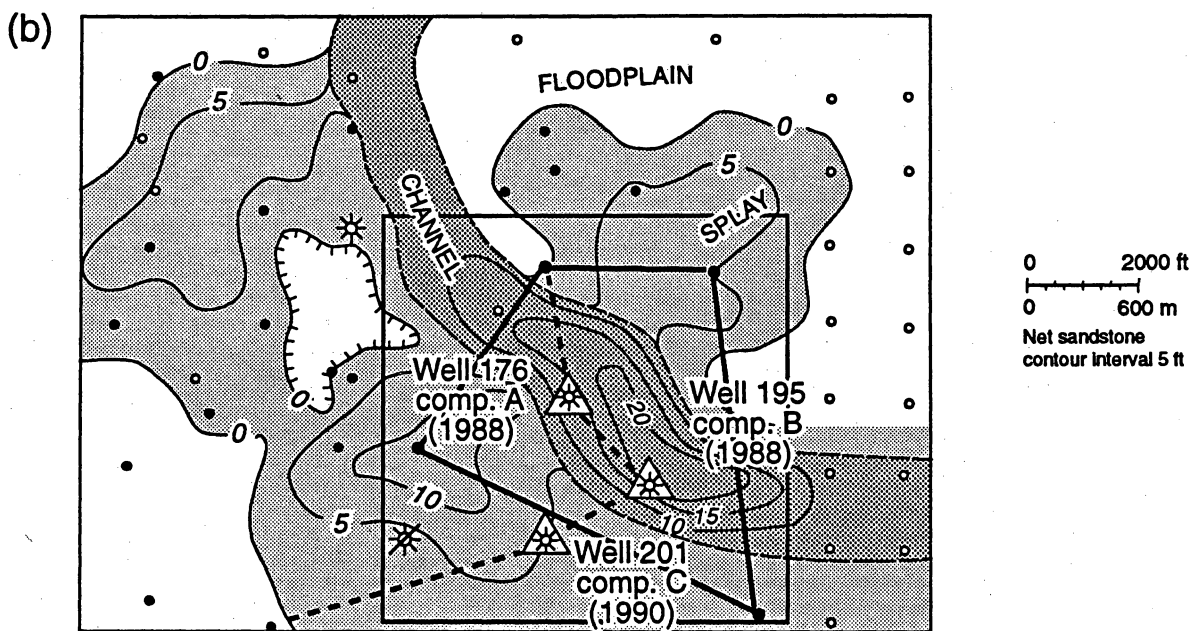 (b)
FLOODPLAIN
0
5
0
5
CHANNEL
SPLAY
0 2000 ft
0 600 m
Net sandstone
contour interval 5 ft
Well 176
comp. A
(1988)
Well 195
comp. B
(1988)
20
0
0
10
5
10
15
Well 201
comp. C
(1990)